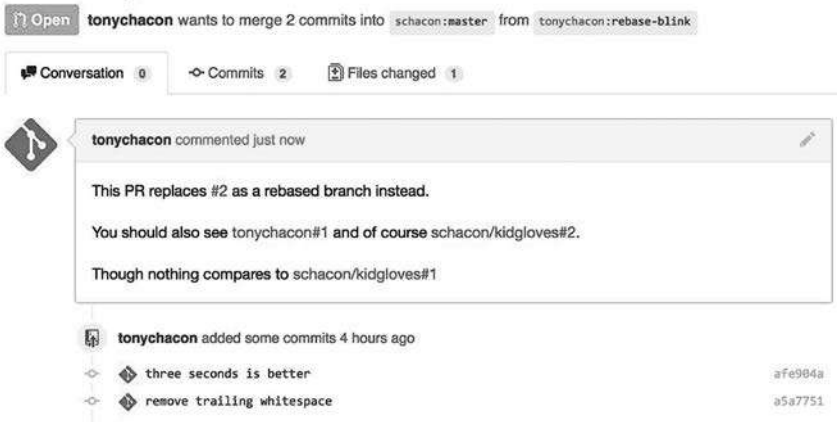 Open tonychacon wants to merge 2 commits into schacon:master from tonychacon:rebase-blink
Conversation 0 Commits 2 Files changed 1
tonychacon commented just now
This PR replaces #2 as a rebased branch instead.
You should also see tonychacon#1 and of course schacon/kidgloves#2.
Though nothing compares to schacon/kidgloves#1
tonychacon added some commits 4 hours ago
three seconds is better afe904a
remove trailing whitespace a5a7751